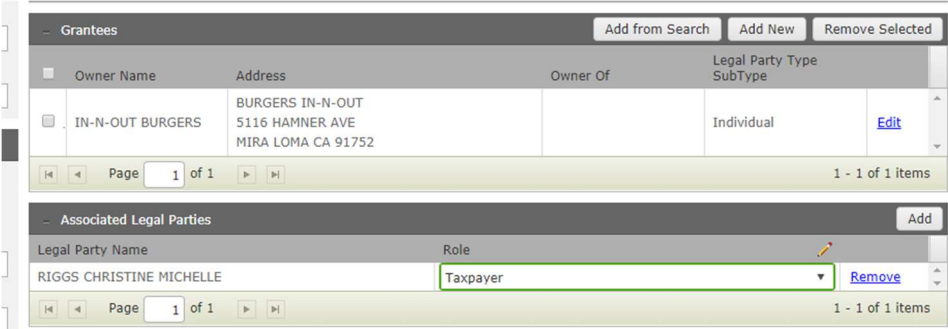 – Grantees Add from Search Add New Remove Selected
Owner Name Address Owner Of Legal Party Type SubType
IN-N-OUT BURGERS BURGERS IN-N-OUT Individual Edit
5116 HAMNER AVE
MIRA LOMA CA 91752
Page 1 of 1 1 - 1 of 1 items
– Associated Legal Parties Add
Legal Party Name Role
RIGGS CHRISTINE MICHELLE Taxpayer Remove
Page 1 of 1 1 - 1 of 1 items